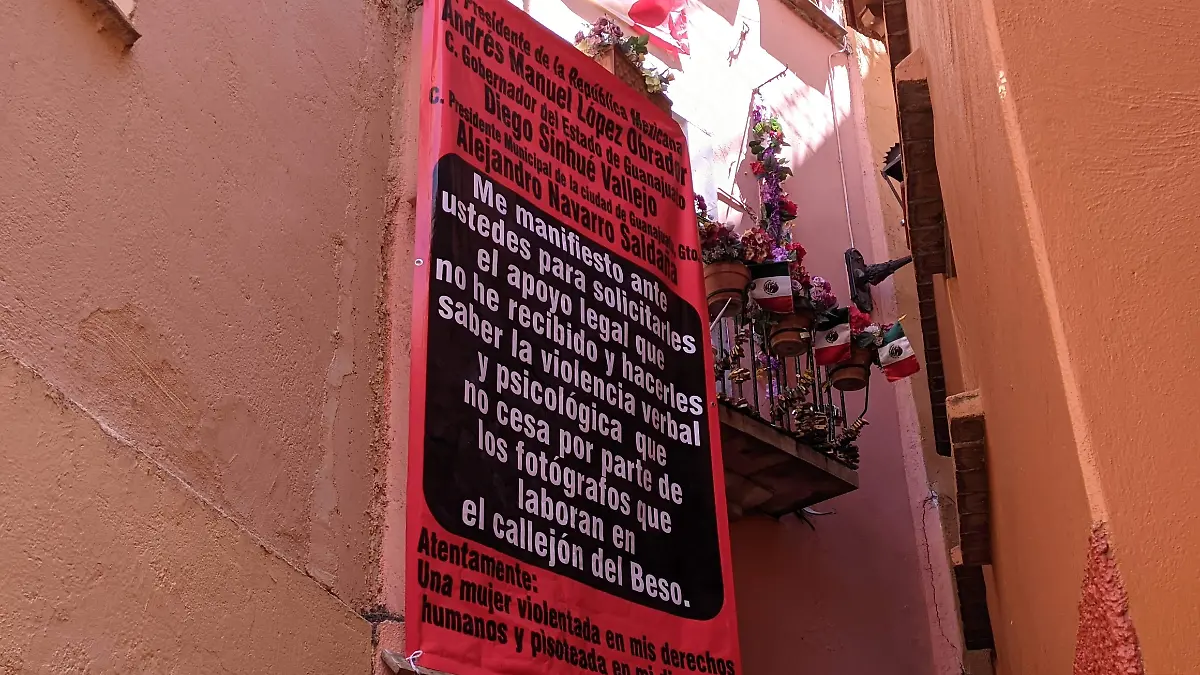 Presidente de la República Mexicana
Andrés Manuel López Obrador
C. Gobernador del Estado de Guanajuato
Diego Sinhué Vallejo
C. Presidente Municipal de la ciudad de Guanajuato, Gto.
Alejandro Navarro Saldaña
Me manifiesto ante
ustedes para solicitarles
el apoyo legal que
no he recibido y hacerles
saber la violencia verbal
y psicológica que
no cesa por parte de
los fotógrafos que
laboran en
el callejón del Beso.
Atentamente:
Una mujer violentada en mis derechos
humanos y pisoteada en mi